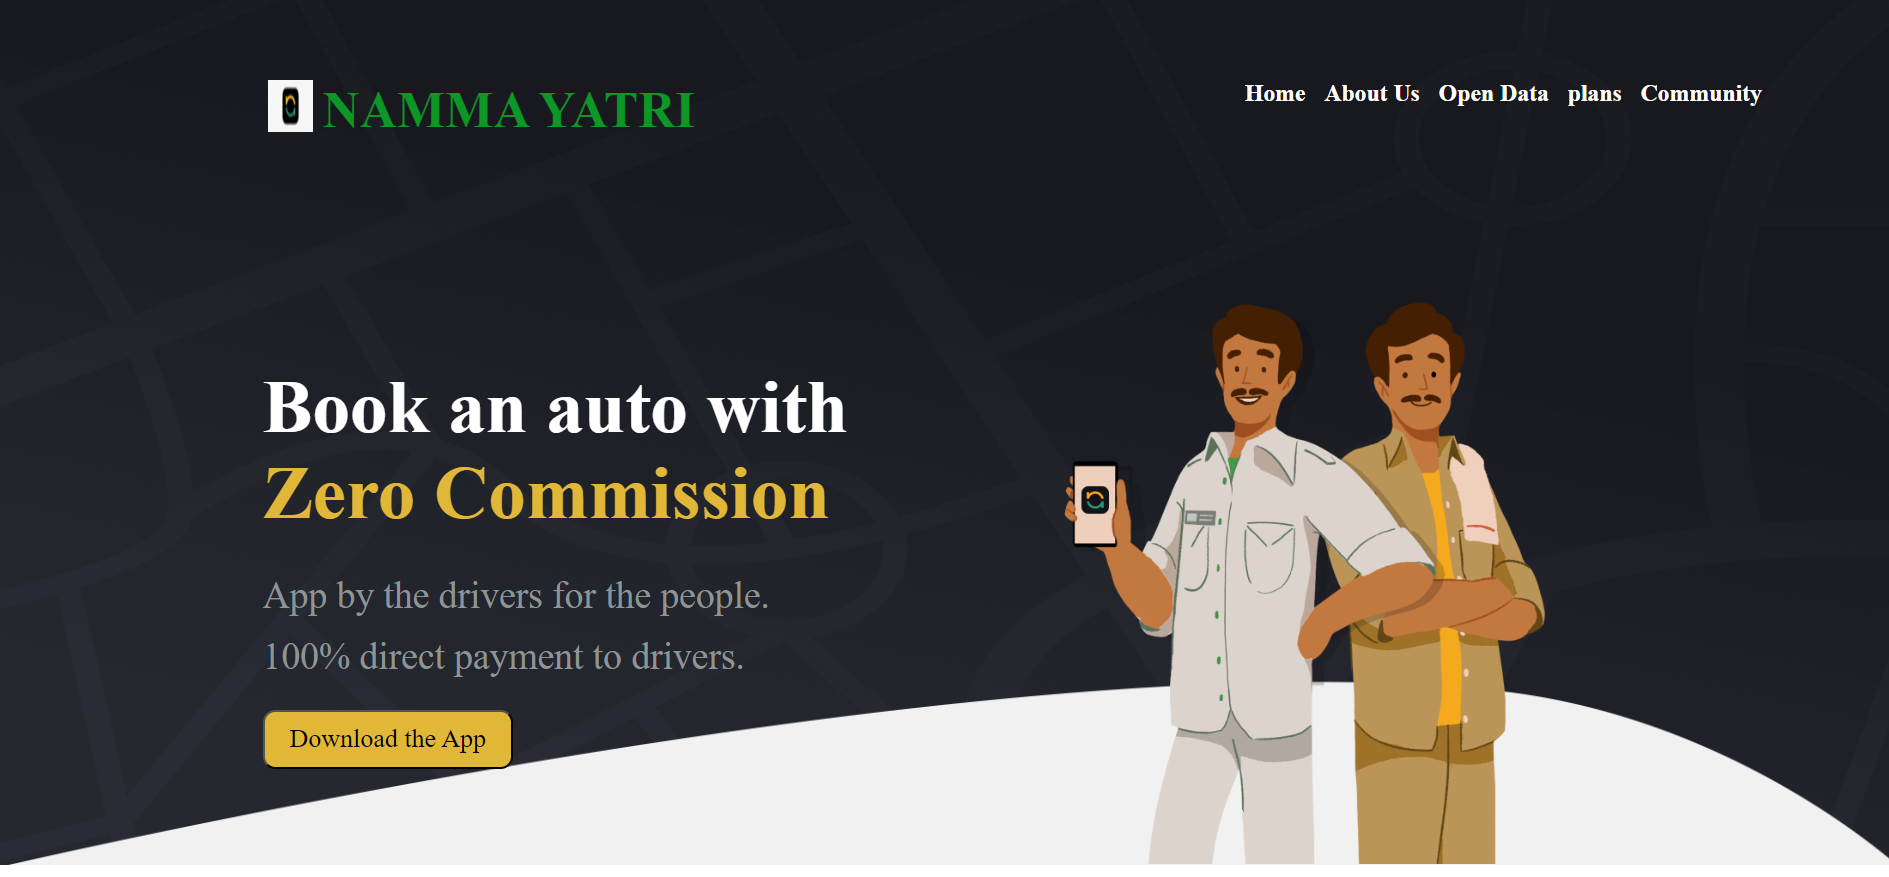 NAMMA YATRI
Home About Us Open Data plans Community
Book an auto with
Zero Commission
App by the drivers for the people.
100% direct payment to drivers.
Download the App